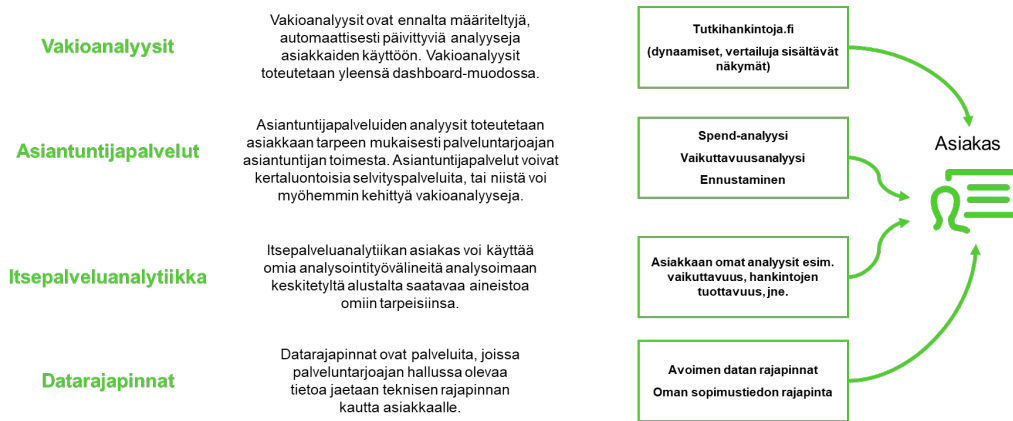 Vakioanalyysit
Vakioanalyysit ovat ennalta määriteltyjä,
automaattisesti päivittyviä analyyseja
asiakkaiden käyttöön. Vakioanalyysit
toteutetaan yleensä dashboard-muodossa.
Tutkihankintoja.fi
(dynaamiset, vertailuja sisältävät
näkymät)
Asiantuntijapalvelut
Asiantuntijapalveluiden analyysit toteutetaan
asiakkaan tarpeen mukaisesti palveluntarjoajan
asiantuntijan toimesta. Asiantuntijapalvelut voivat
kertaluontoisia selvityspalveluita, tai niistä voi
myöhemmin kehittyä vakioanalyyseja.
Spend-analyysi
Vaikuttavuusanalyysi
Ennustaminen
Asiakas
Itsepalveluanalytiikka
Itsepalveluanalytiikan asiakas voi käyttää
omia analysointityövälineitä analysoimaan
keskitetyltä alustalta saatavaa aineistoa
omiin tarpeisiinsa.
Asiakkaan omat analyysit esim.
vaikuttavuus, hankintojen
tuottavuus, jne.
Datarajapinnat
Datarajapinnat ovat palveluita, joissa
palveluntarjoajan hallussa olevaa
tietoa jaetaan teknisen rajapinnan
kautta asiakkaalle.
Avoimen datan rajapinnat
Oman sopimustiedon rajapinta